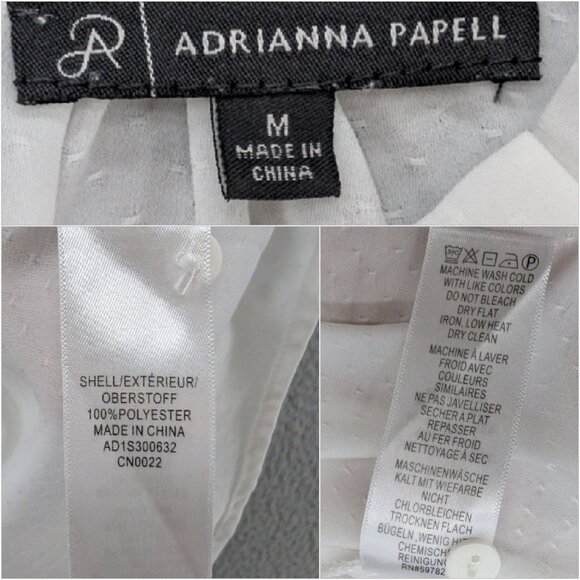 ADRIANNA PAPELL
M
MADE IN
CHINA
SHELL/EXTÉRIEUR/
OBERSTOFF
100%POLYESTER
MADE IN CHINA
AD1S300632
CN0022
MACHINE WASH COLD
WITH LIKE COLORS
DO NOT BLEACH
DRY FLAT
IRON, LOW HEAT
DRY CLEAN
MACHINE À LAVER
FROID AVEC
COULEURS
SIMILAIRES
NE PAS JAVELLISER
SECHER A PLAT
REPASSER
AU FER FROID
NETTOYAGE À SEC
MASCHINENWÄSCHE
KALT MIT WIEFARBE
NICHT
CHLORBLEICHEN
TROCKNEN FLACH
BÜGELN, WENIG
CHEMISCH
REINIGUNG
RN#59782